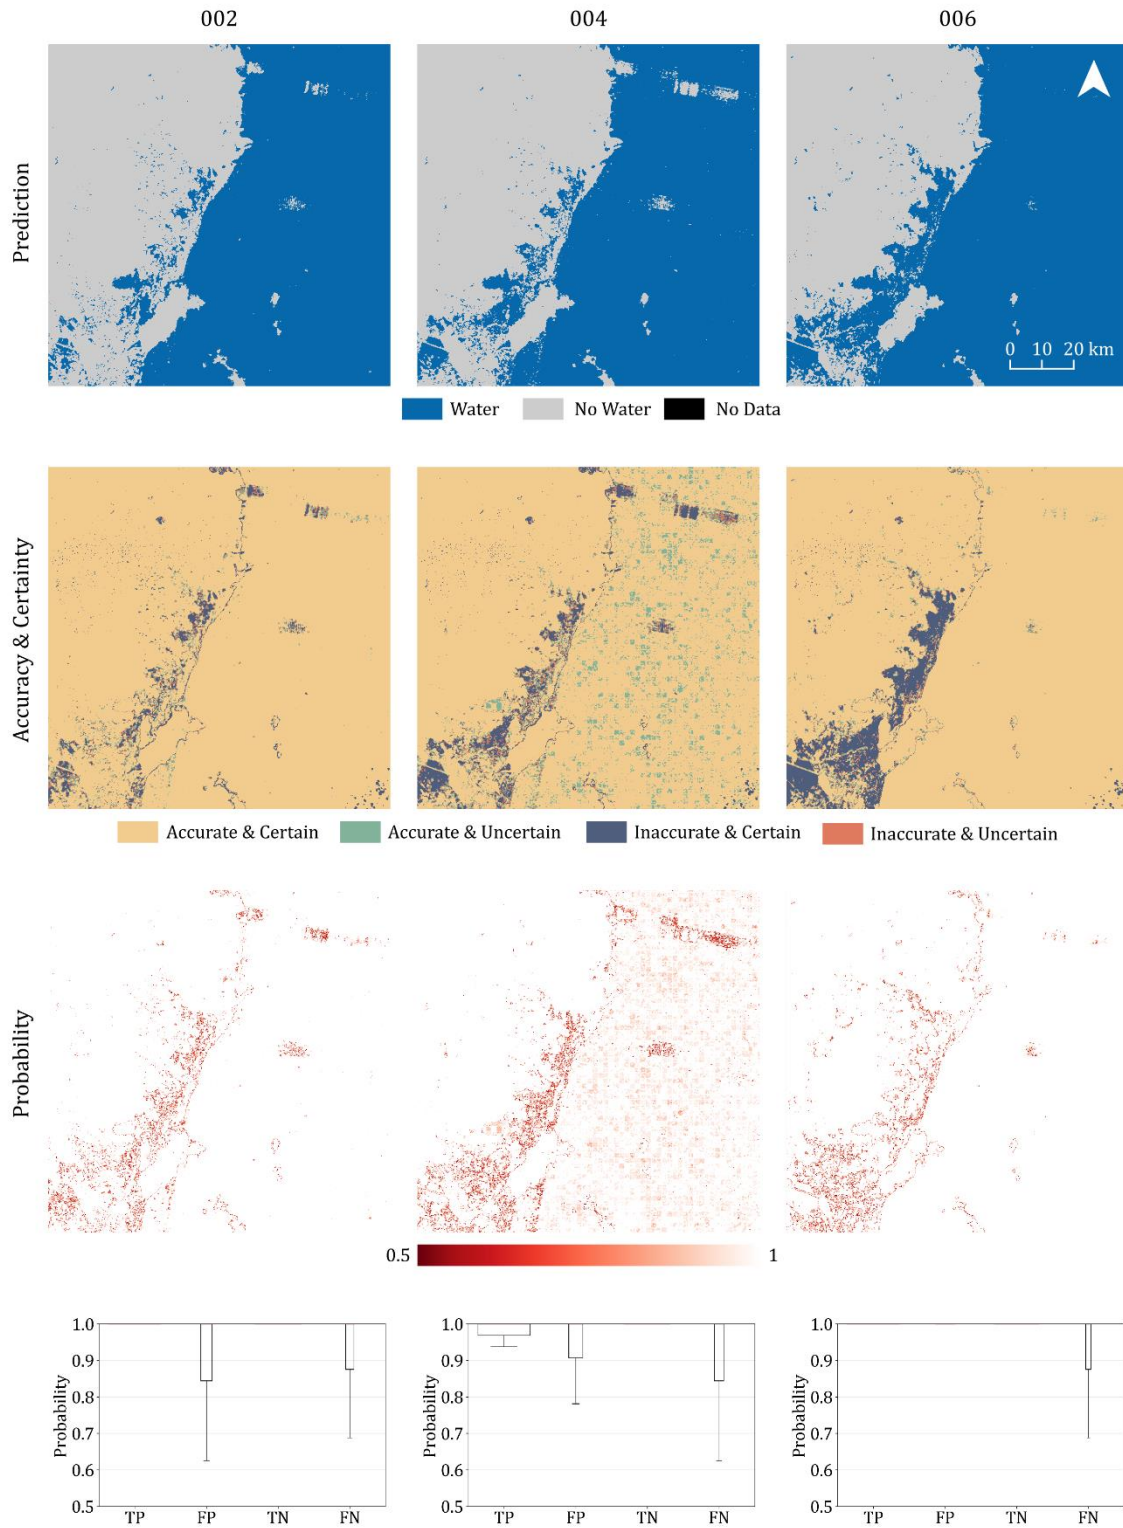 002 004 006
Prediction
0 10 20 km
Water No Water No Data
Accuracy & Certainty
Accurate & Certain Accurate & Uncertain Inaccurate & Certain Inaccurate & Uncertain
Probability
0.5 1
1.0 1.0 1.0
0.9 0.9 0.9
0.8 0.8 0.8
Probability Probability Probability
0.7 0.7 0.7
0.6 0.6 0.6
0.5 0.5 0.5
TP FP TN FN TP FP TN FN TP FP TN FN